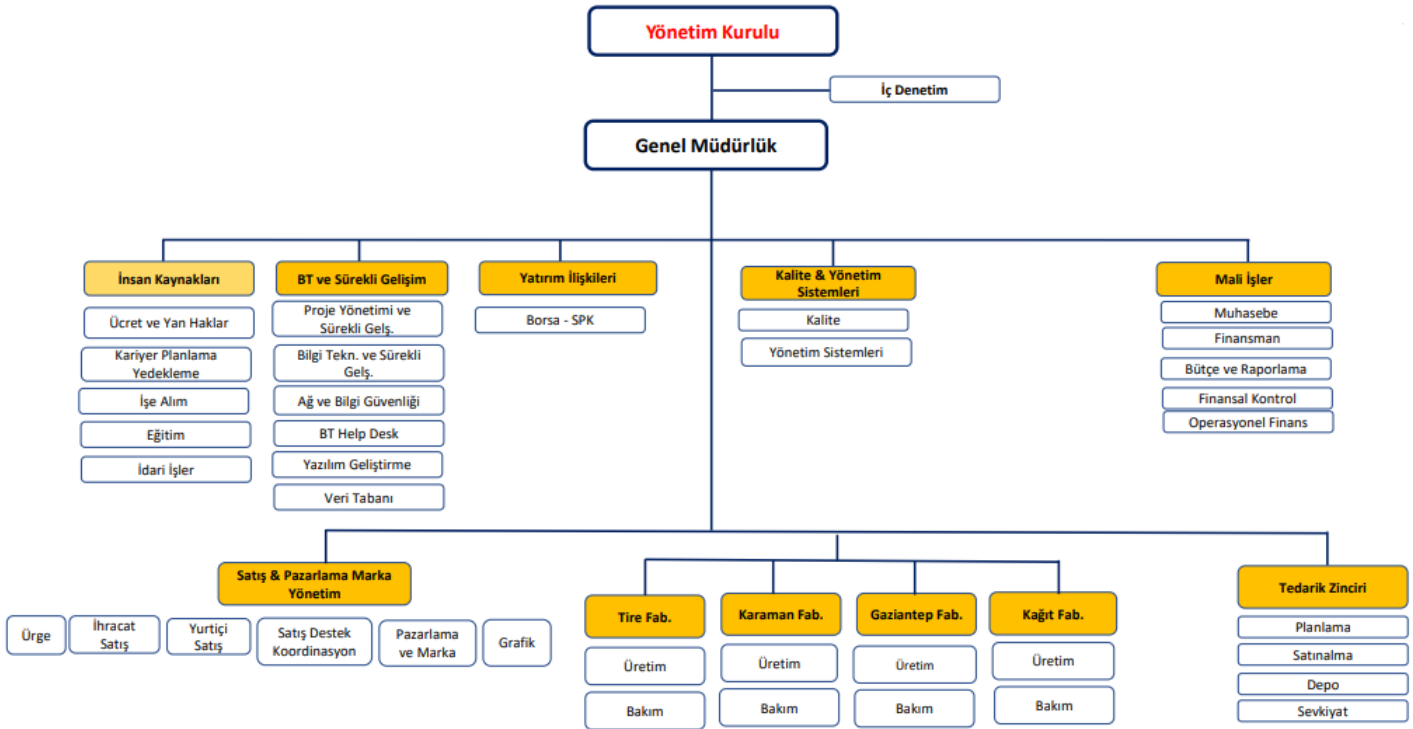 Yönetim Kurulu
İç Denetim
Genel Müdürlük
İnsan Kaynakları
Ücret ve Yan Haklar
Kariyer Planlama
Yedekleme
İşe Alım
Eğitim
İdari İşler
BT ve Sürekli Gelişim
Proje Yönetimi ve
Sürekli Gelş.
Bilgi Tekn. ve Sürekli
Gelş.
Ağ ve Bilgi Güvenliği
BT Help Desk
Yazılım Geliştirme
Veri Tabanı
Yatırım İlişkileri
Borsa - SPK
Kalite & Yönetim
Sistemleri
Kalite
Yönetim Sistemleri
Mali İşler
Muhasebe
Finansman
Bütçe ve Raporlama
Finansal Kontrol
Operasyonel Finans
Satış & Pazarlama Marka
Yönetim
Ürge
İhracat
Satış
Yurtiçi
Satış
Satış Destek
Koordinasyon
Pazarlama
ve Marka
Grafik
Tire Fab.
Üretim
Bakım
Karaman Fab.
Üretim
Bakım
Gaziantep Fab.
Üretim
Bakım
Kağıt Fab.
Üretim
Bakım
Tedarik Zinciri
Planlama
Satınalma
Depo
Sevkiyat